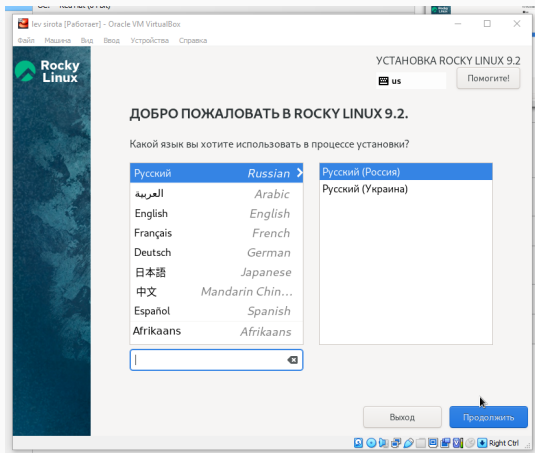 lev sirota [Работает] - Oracle VM VirtualBox
Файл Машина Вид Ввод Устройства Справка
Rocky Linux
УСТАНОВКА ROCKY LINUX 9.2
us
Помогите!
ДОБРО ПОЖАЛОВАТЬ В ROCKY LINUX 9.2.
Какой язык вы хотите использовать в процессе установки?
Русский Russian
العربية Arabic
English English
Français French
Deutsch German
日本語 Japanese
中文 Mandarin Chin...
Español Spanish
Afrikaans Afrikaans
Русский (Россия)
Русский (Украина)
Выход
Продолжить
Right Ctrl